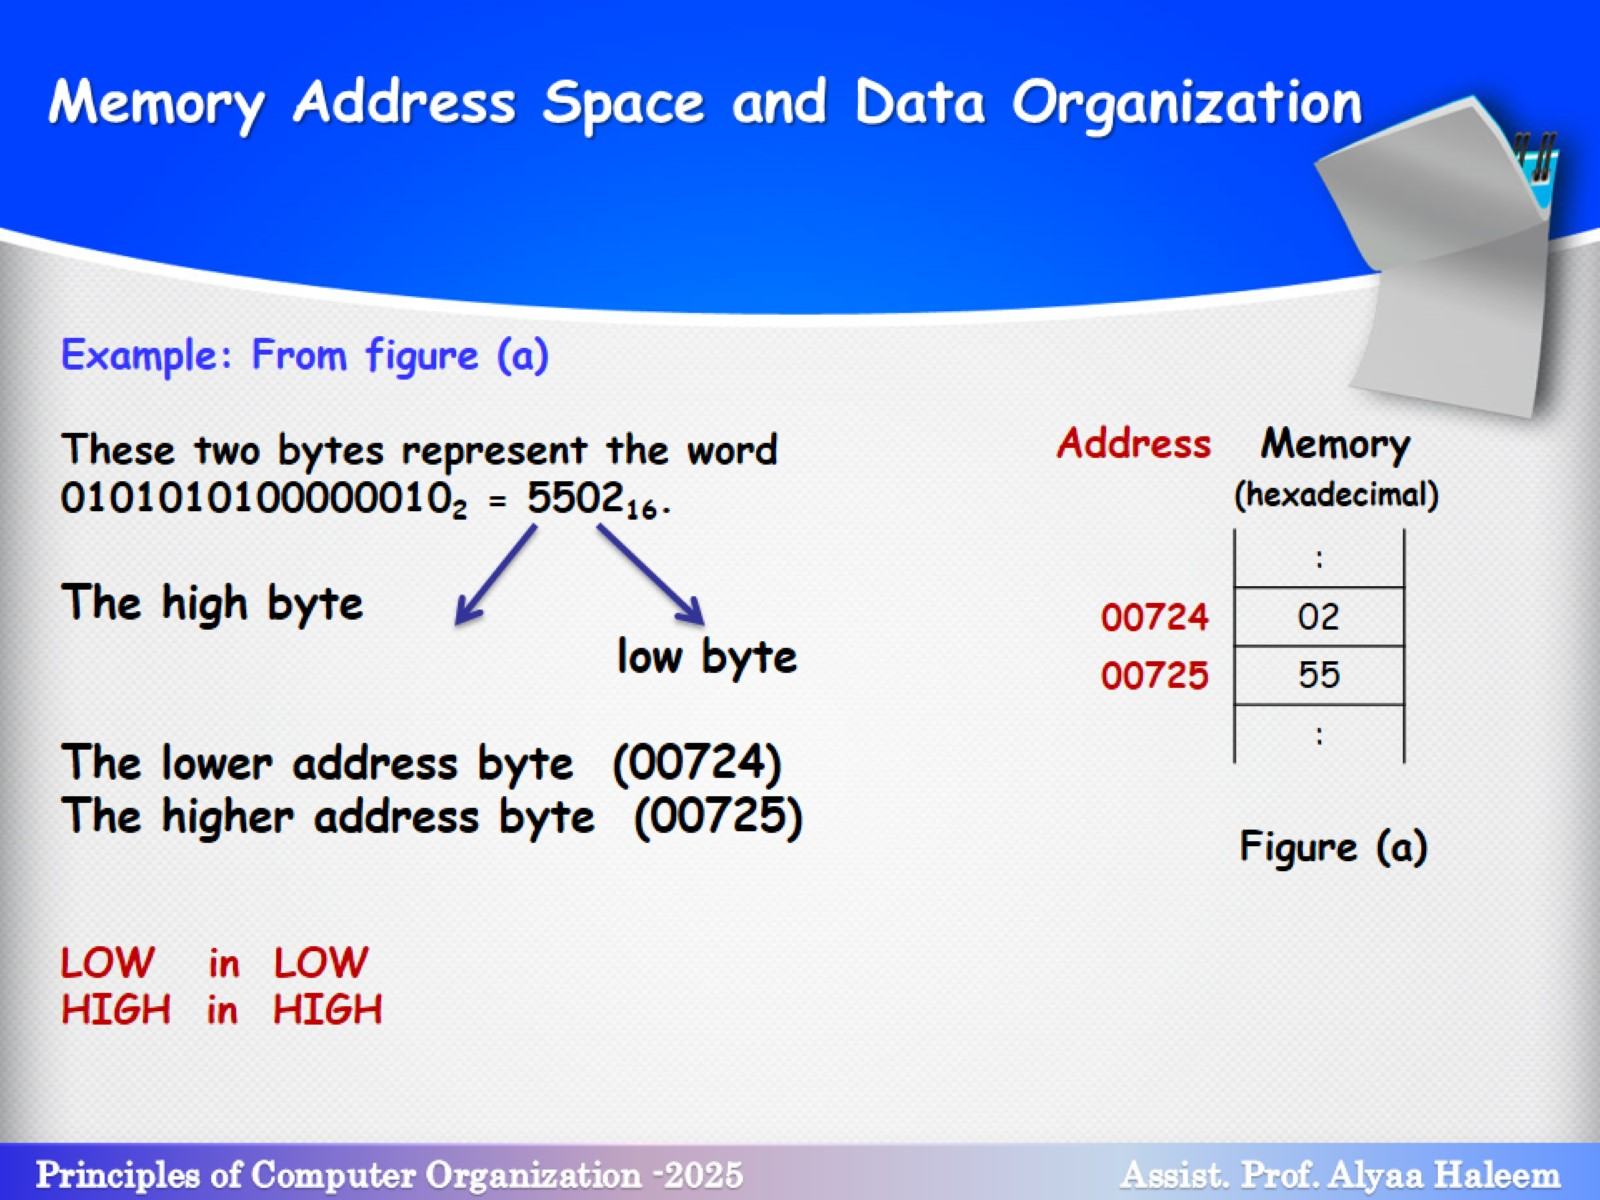 Memory Address Space and Data Organization
Example: From figure (a)
These two bytes represent the word
0101010100000010₂ = 5502₁₆.
The high byte
low byte
The lower address byte (00724)
The higher address byte (00725)
LOW in LOW
HIGH in HIGH
Address Memory
(hexadecimal)
:
00724 02
00725 55
:
Figure (a)
Principles of Computer Organization -2025
Assist. Prof. Alyaa Haleem